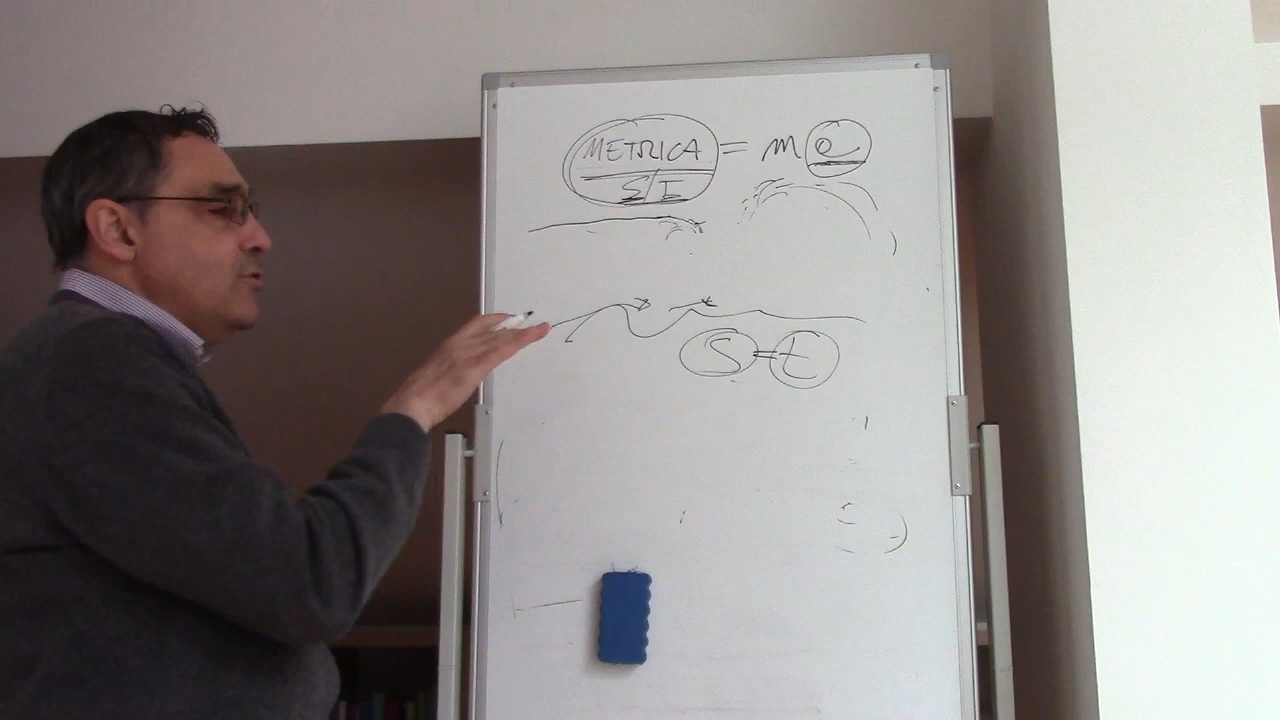 METRICA = m e
S/I
S = t